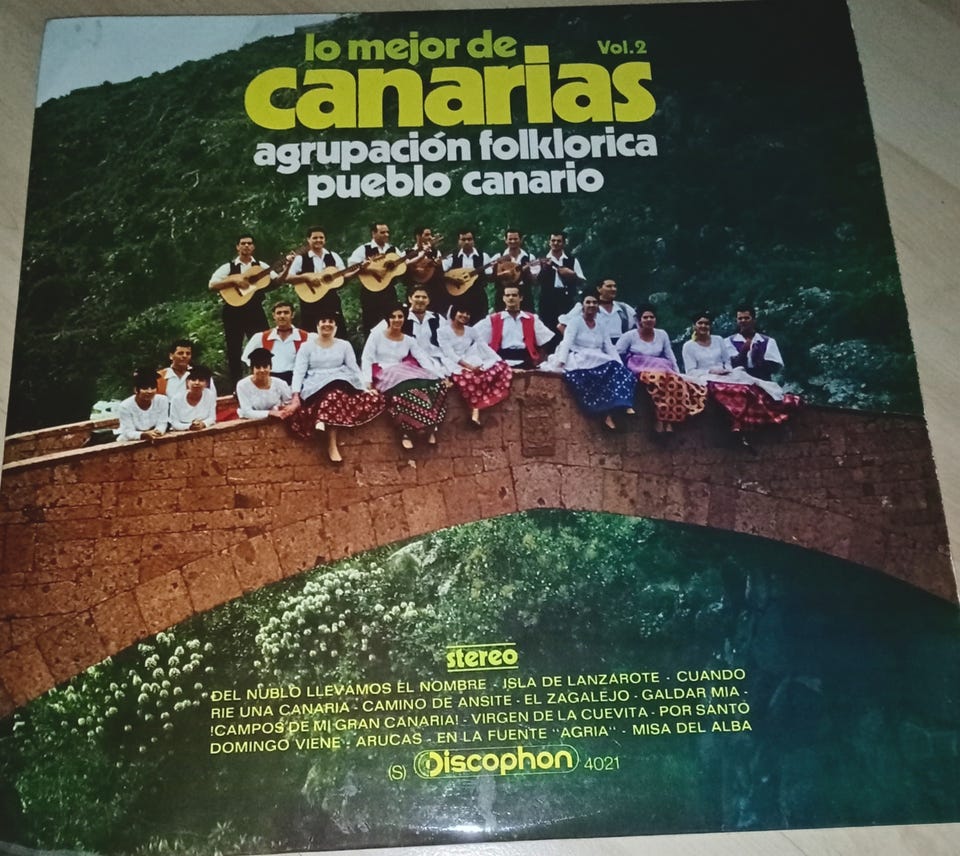 lo mejor de Vol.2
canarias
agrupación folklorica
pueblo canario
stereo
DEL NUBLO LLEVAMOS EL NOMBRE - ISLA DE LANZAROTE - CUANDO
RIE UNA CANARIA - CAMINO DE ANSITE - EL ZAGALEJO - GALDAR MIA -
!CAMPOS DE MI GRAN CANARIA! - VIRGEN DE LA CUEVITA - POR SANTO
DOMINGO VIENE - ARUCAS - EN LA FUENTE "AGRIA" - MISA DEL ALBA
(S) Discophon 4021